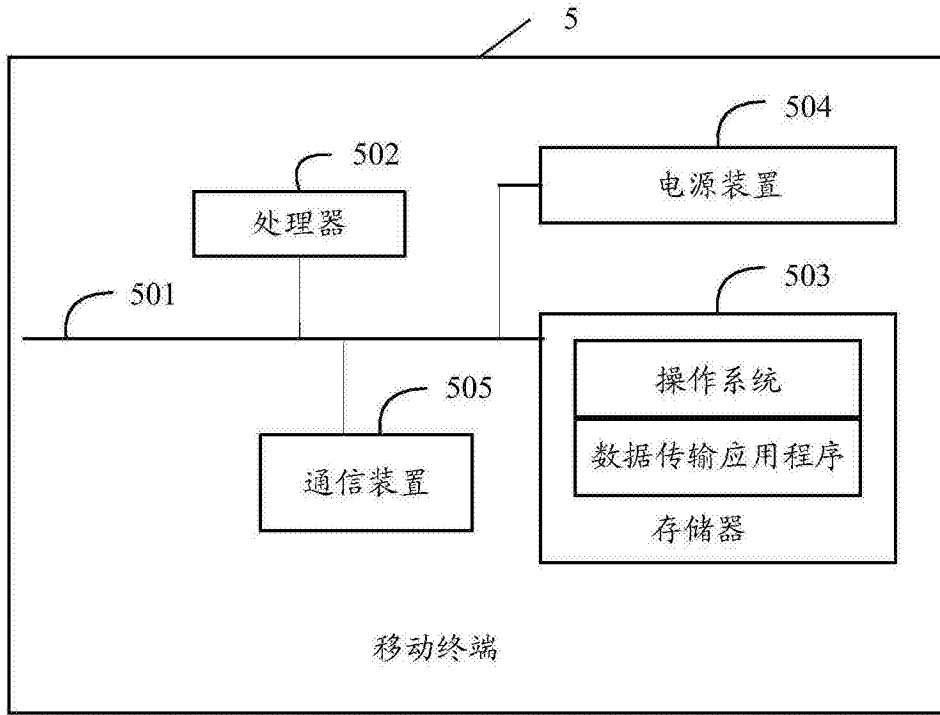 5
504
电源装置
502
处理器
501
503
操作系统
数据传输应用程序
存储器
505
通信装置
移动终端